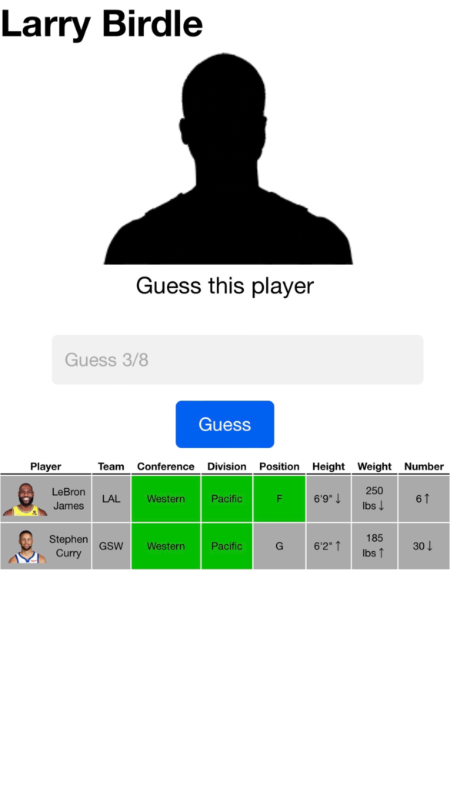 Larry Birdle
Guess this player
Guess 3/8
Guess
Player Team Conference Division Position Height Weight Number
LeBron James LAL Western Pacific F 6'9" ↓ 250 lbs ↓ 6 ↑
Stephen Curry GSW Western Pacific G 6'2" ↑ 185 lbs ↑ 30 ↓